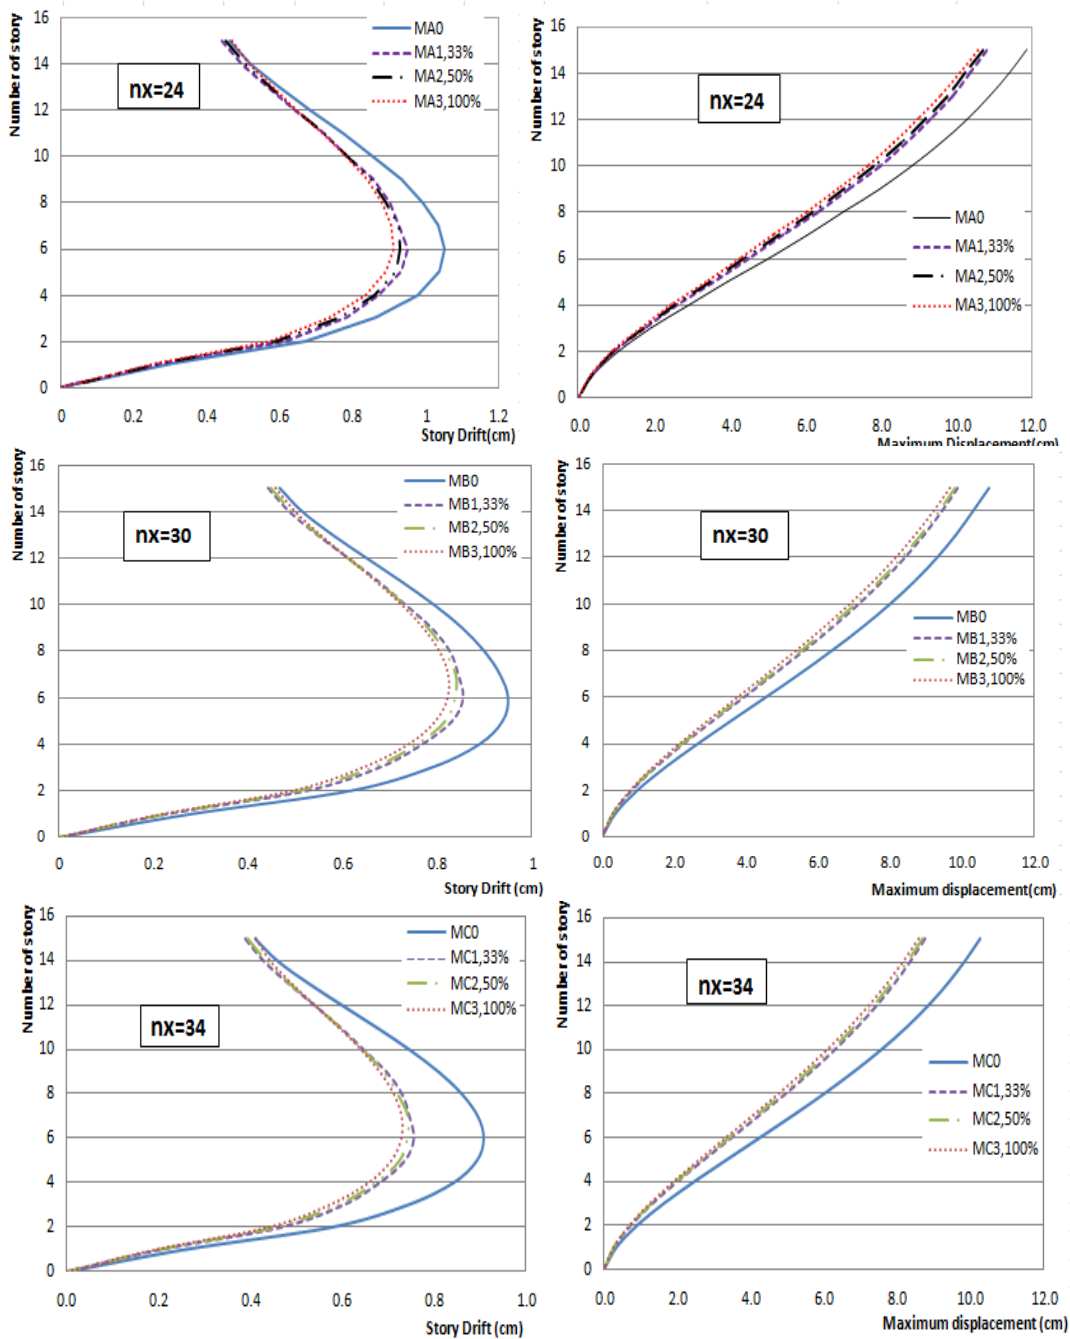 Number of story
16
14
12
10
8
6
4
2
0
nx=24
MA0
MA1,33%
MA2,50%
MA3,100%
0 0.2 0.4 0.6 0.8 1 1.2
Story Drift(cm)
Number of story
16
14
12
10
8
6
4
2
0
nx=24
MA0
MA1,33%
MA2,50%
MA3,100%
0.0 2.0 4.0 6.0 8.0 10.0 12.0
Maximum Displacement(cm)
Number of story
16
14
12
10
8
6
4
2
0
nx=30
MB0
MB1,33%
MB2,50%
MB3,100%
0 0.2 0.4 0.6 0.8 1
Story Drift (cm)
Number of story
16
14
12
10
8
6
4
2
0
nx=30
MB0
MB1,33%
MB2,50%
MB3,100%
0.0 2.0 4.0 6.0 8.0 10.0 12.0
Maximum displacement(cm)
Number of story
16
14
12
10
8
6
4
2
0
nx=34
MC0
MC1,33%
MC2,50%
MC3,100%
0.0 0.2 0.4 0.6 0.8 1.0
Story Drift (cm)
Number of story
16
14
12
10
8
6
4
2
0
nx=34
MC0
MC1,33%
MC2,50%
MC3,100%
0.0 2.0 4.0 6.0 8.0 10.0 12.0
Maximum displacement (cm)